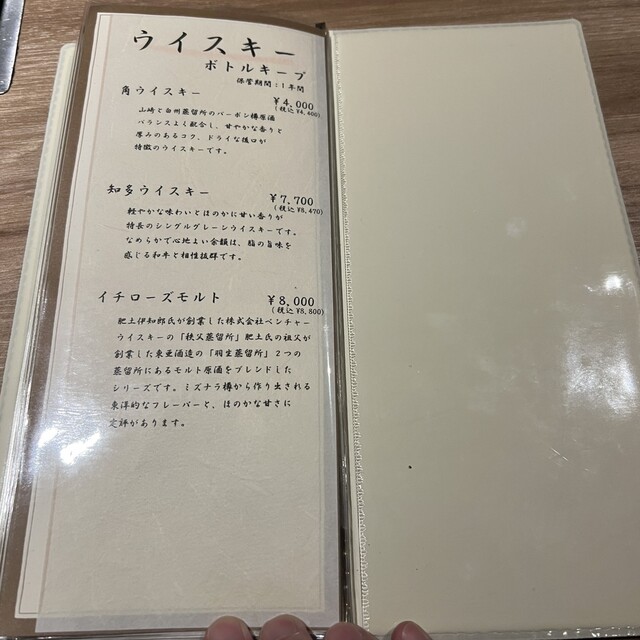 ウイスキー
ボトルキープ
保管期間:1年間
角ウイスキー
¥4,000
(税込¥4,400)
山崎と白州蒸留所のバーボン樽原酒
バランスよく配合し、甘やかな香りと
厚みのあるコク、ドライな後口が
特徴のウイスキーです。
知多ウイスキー
¥7,700
(税込¥8,470)
軽やかな味わいとほのかに甘い香りが
特長のシングルグレーンウイスキーです。
なめらかで心地よい余韻は、脂の旨味を
感じる和牛と相性抜群です。
イチローズモルト
¥8,000
(税込¥8,800)
肥土伊知郎氏が創業した株式会社ベンチャー
ウイスキーの「秩父蒸留所」肥土氏の祖父が
創業した東亜酒造の「羽生蒸留所」2つの
蒸留所にあるモルト原酒をブレンドした
シリーズです。ミズナラ樽から作り出される
東洋的なフレーバーと、ほのかな甘さに
定評があります。